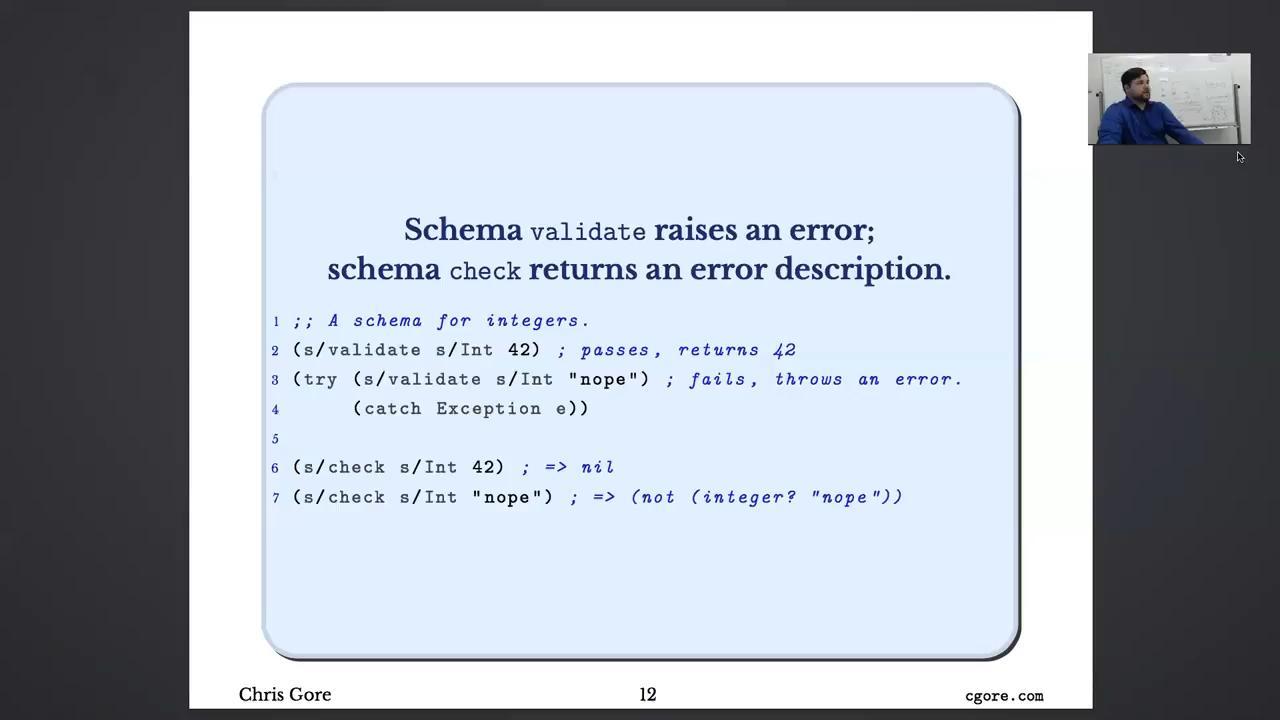 Schema validate raises an error;
schema check returns an error description.
1 ;; A schema for integers.
2 (s/validate s/Int 42) ; passes, returns 42
3 (try (s/validate s/Int "nope") ; fails, throws an error.
4 (catch Exception e))
5
6 (s/check s/Int 42) ; => nil
7 (s/check s/Int "nope") ; => (not (integer? "nope"))
Chris Gore 12 cgore.com